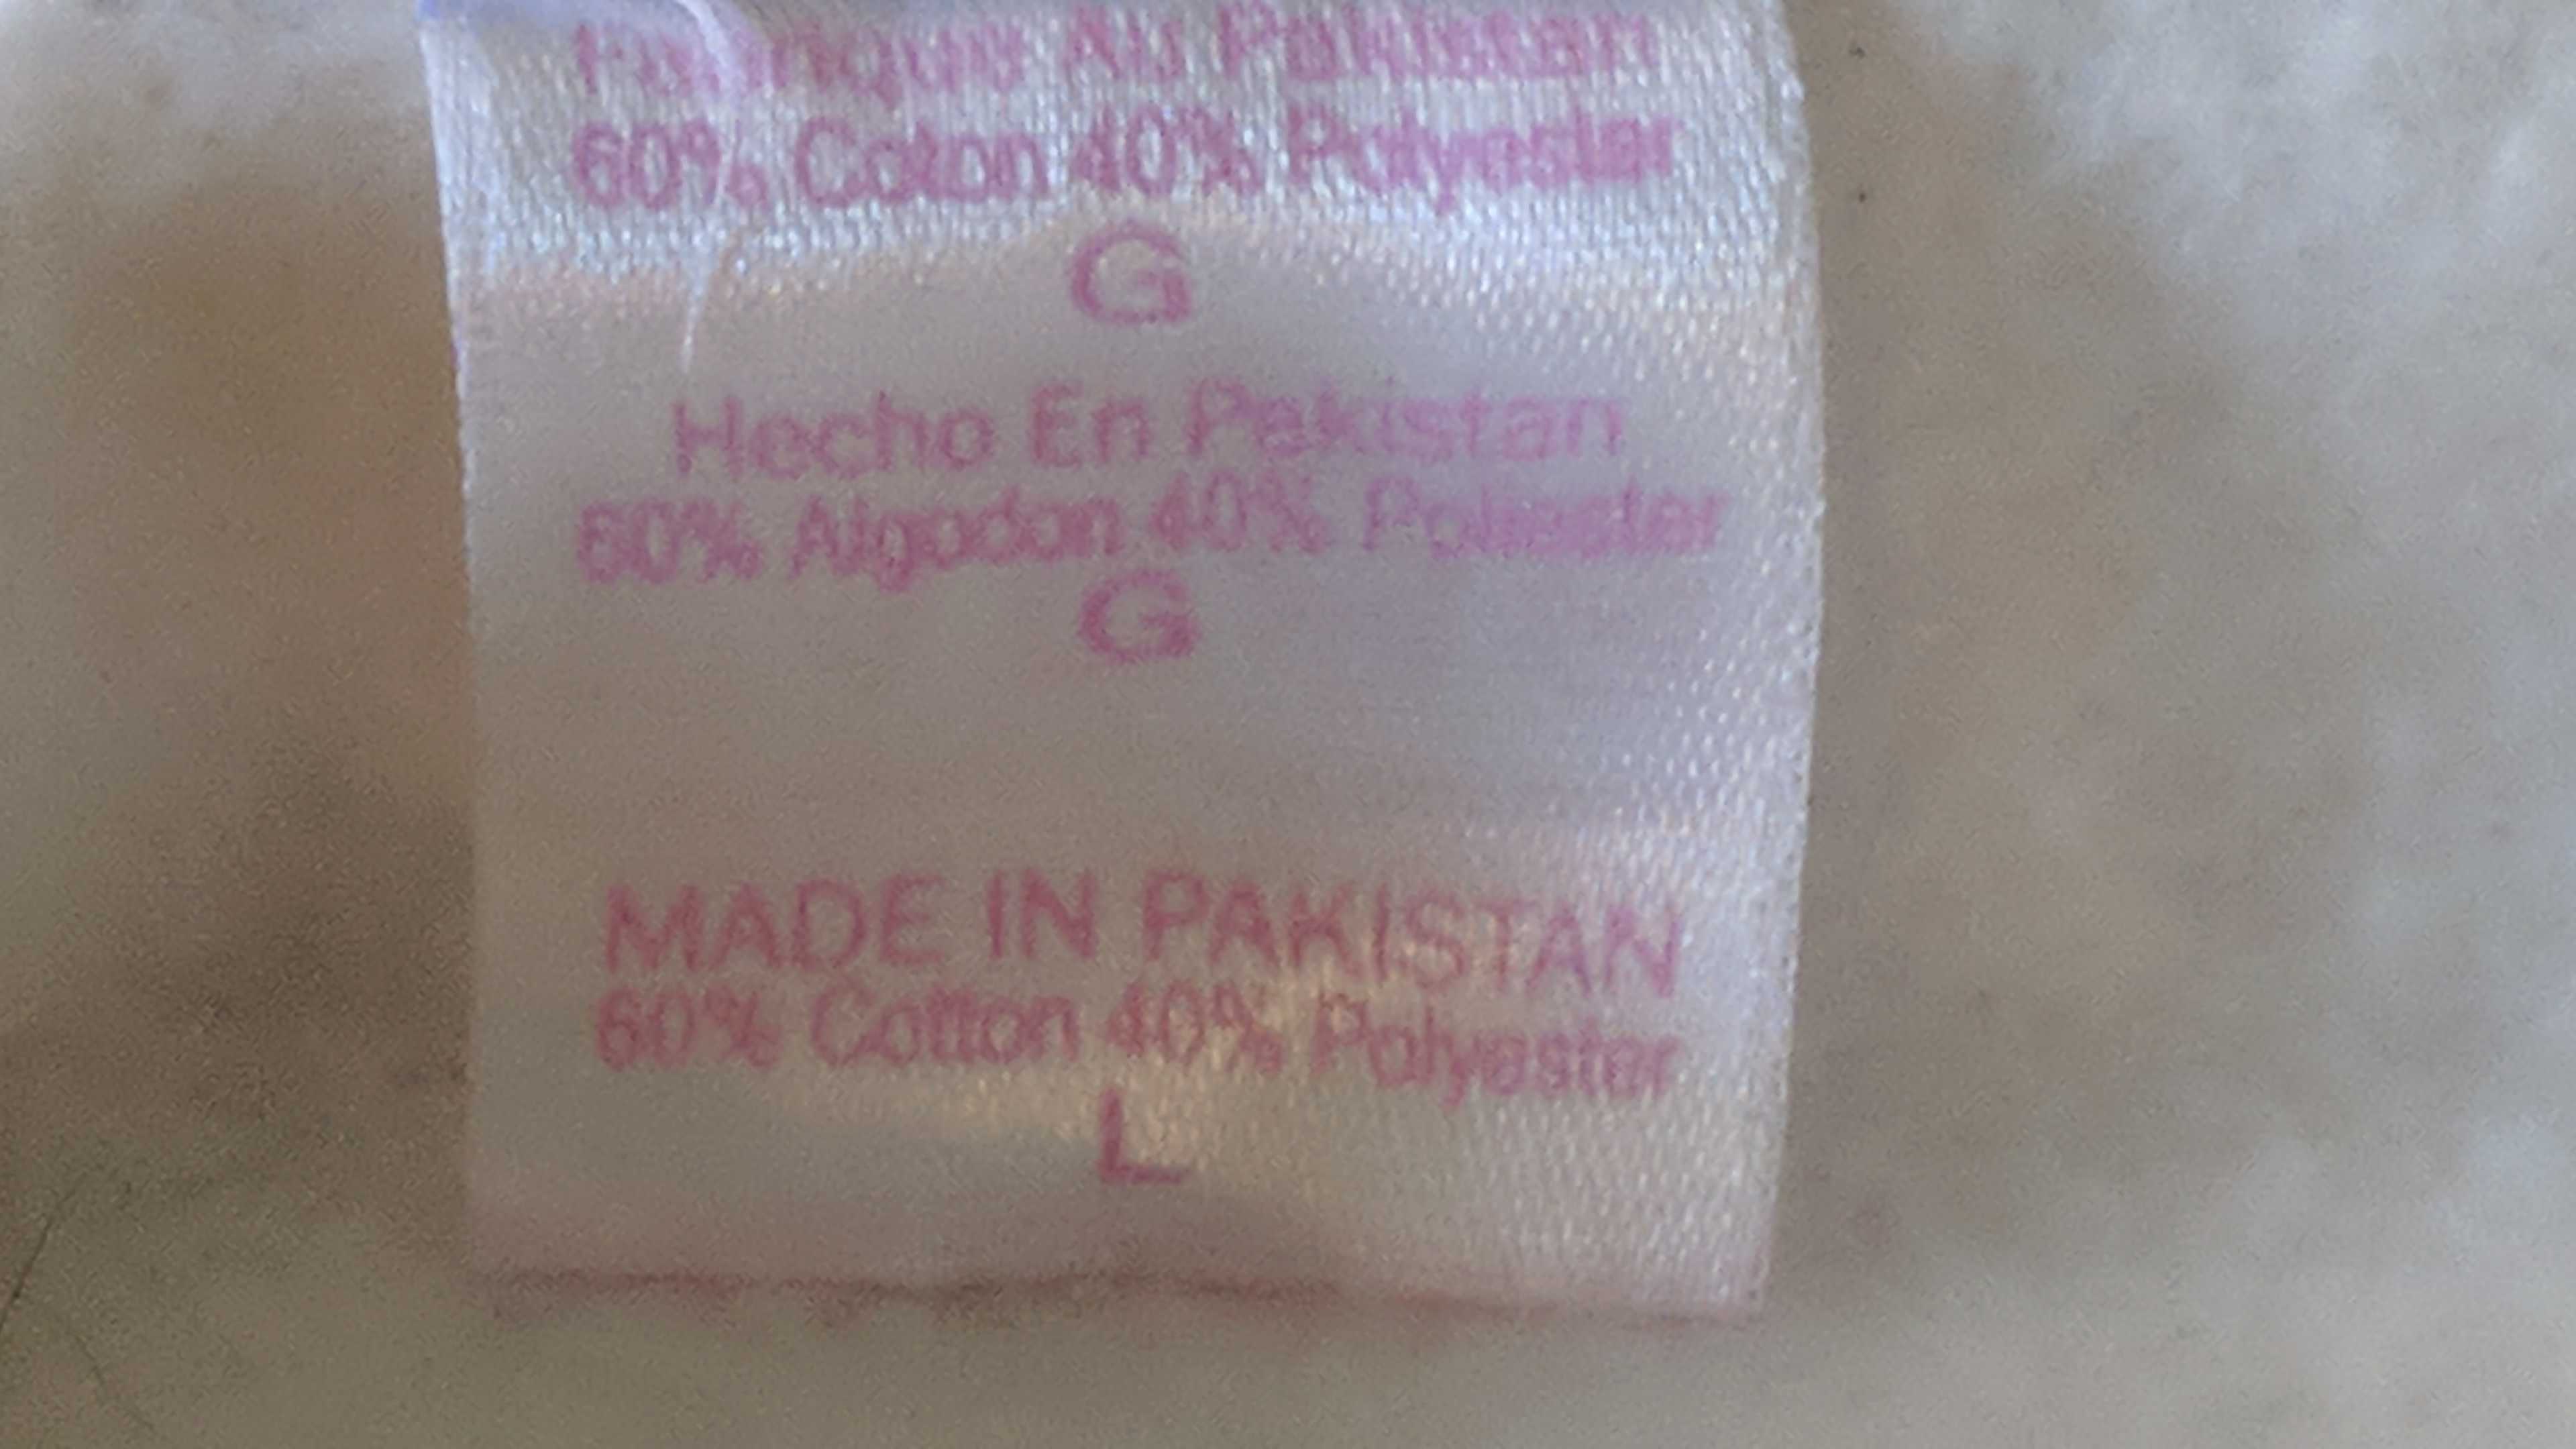 Fabrique Au Pakistan
60% Coton 40% Polyester
G
Hecho En Pakistan
60% Algodon 40% Poliester
G
MADE IN PAKISTAN
60% Cotton 40% Polyester
L